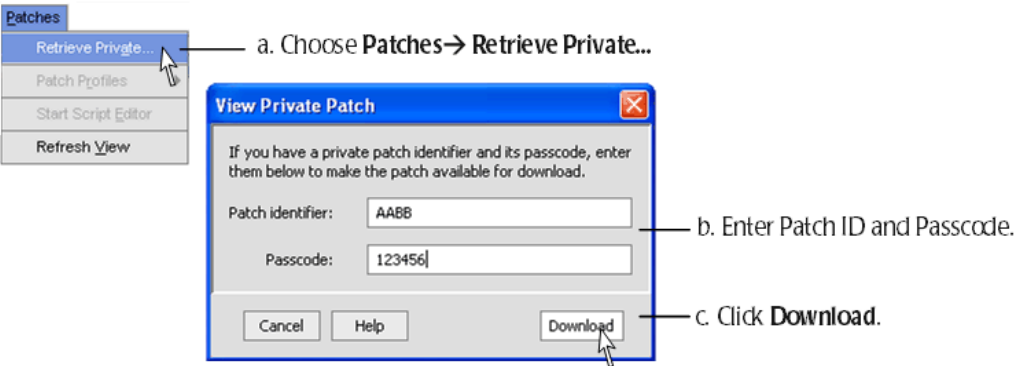 Patches
Retrieve Private...
a. Choose Patches→ Retrieve Private...
Patch Profiles
Start Script Editor
Refresh View
View Private Patch
If you have a private patch identifier and its passcode, enter
them below to make the patch available for download.
Patch identifier: AABB
b. Enter Patch ID and Passcode.
Passcode: 123456
Cancel Help Download
c. Click Download.